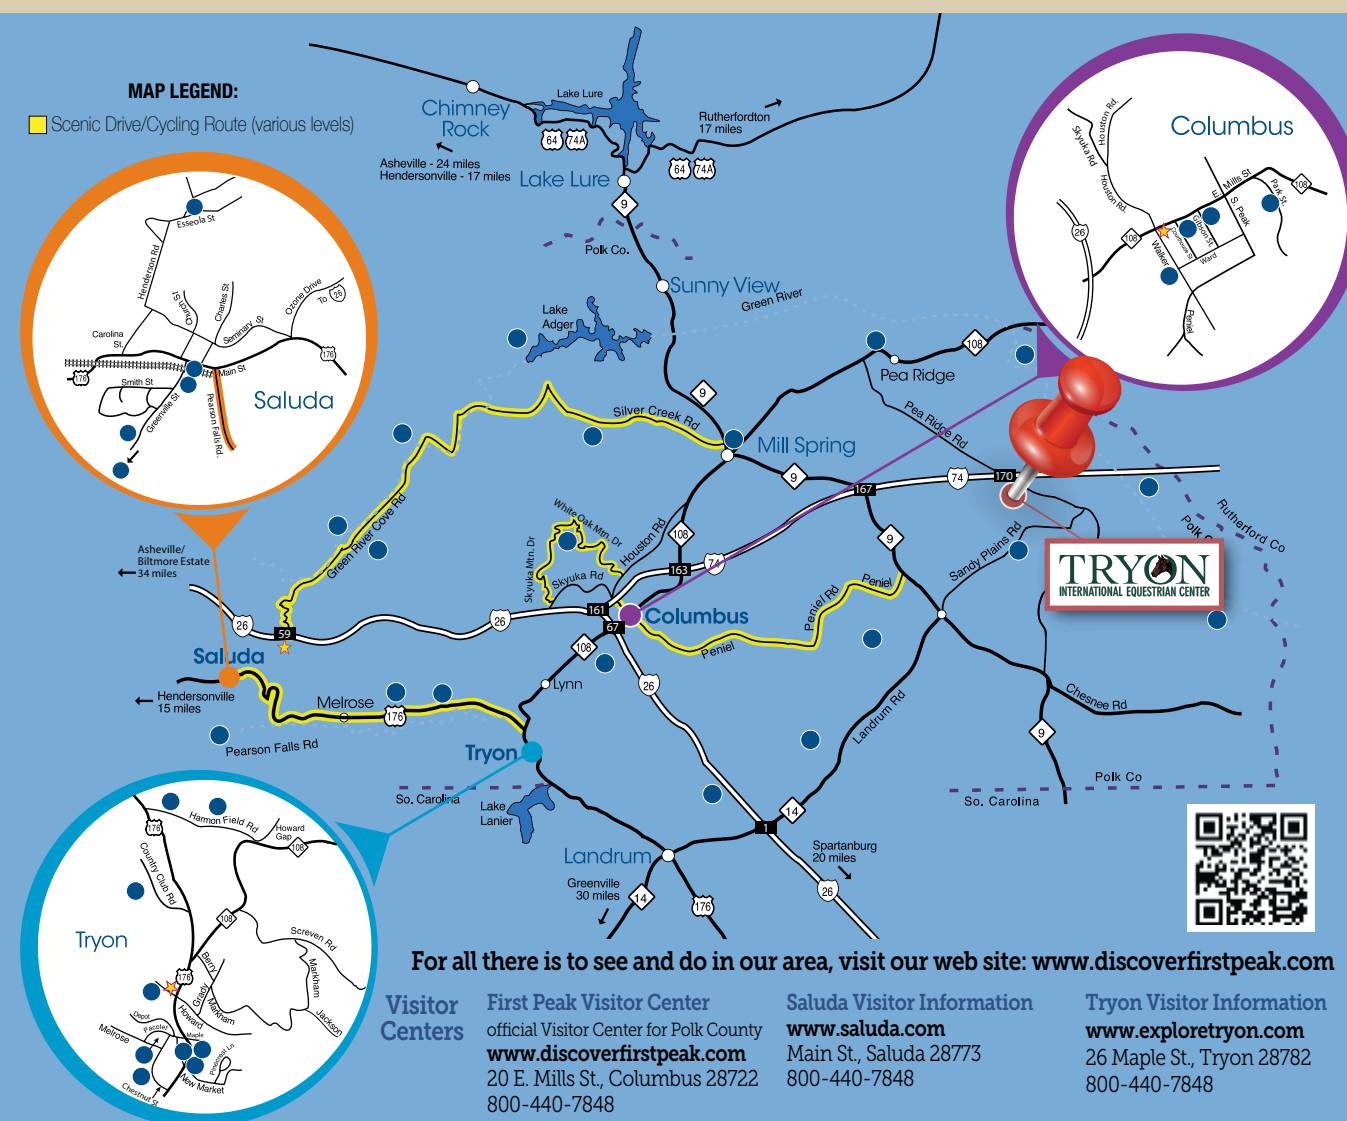 MAP LEGEND:
Scenic Drive/Cycling Route (various levels)
Chimney
Rock
Lake Lure
64
74A
Rutherfordton
17 miles
64
74A
Asheville - 24 miles
Hendersonville - 17 miles
Lake Lure
9
Polk Co.
Sunny View
Green River
Lake
Adger
108
Pea Ridge
9
Silver Creek Rd
Pea Ridge Rd
Mill Spring
9
167
74
170
Rutherford Co
Polk C
White Oak Mtn. Dr
Houston Rd
108
9
Green River Cove Rd
Skyuka Mtn. Dr
Skyuka Rd
163
74
Sandy Plains Rd
TRYON
INTERNATIONAL EQUESTRIAN CENTER
Asheville/
Biltmore Estate
34 miles
26
59
26
161
67
Columbus
Peniel
Peniel Rd
Peniel
108
Saluda
Hendersonville
15 miles
Melrose
176
Lynn
26
Landrum Rd
Chesnee Rd
Pearson Falls Rd
Tryon
9
Polk Co
So. Carolina
So. Carolina
Lake
Lanier
14
1
Landrum
Spartanburg
20 miles
Greenville
30 miles
14
176
26
Esseola St
Henderson Rd
Church St
Charles St
Ozone Drive
To 26
Carolina
St.
Seminary St
176
Main St
176
Smith St
Greenville St
Pearson Falls Rd.
Saluda
Columbus
Houston Rd.
Skyuka Rd
Houston Rd.
E. Mills St
108
Park St.
S. Peak
26
108
Gibson St.
Courthouse St
Walker
Ward
Peniel
176
Harmon Field Rd
Howard
Gap
108
Country Club Rd
108
Tryon
Screven Rd
Berry
176
Grady
Markham
Markham
Jackson
Howard
Depot
Pacolet
Melrose
Maple
Pinecrest Ln
New Market
Chestnut St
For all there is to see and do in our area, visit our web site: www.discoverfirstpeak.com
Visitor
Centers
First Peak Visitor Center
official Visitor Center for Polk County
www.discoverfirstpeak.com
20 E. Mills St., Columbus 28722
800-440-7848
Saluda Visitor Information
www.saluda.com
Main St., Saluda 28773
800-440-7848
Tryon Visitor Information
www.exploretryon.com
26 Maple St., Tryon 28782
800-440-7848